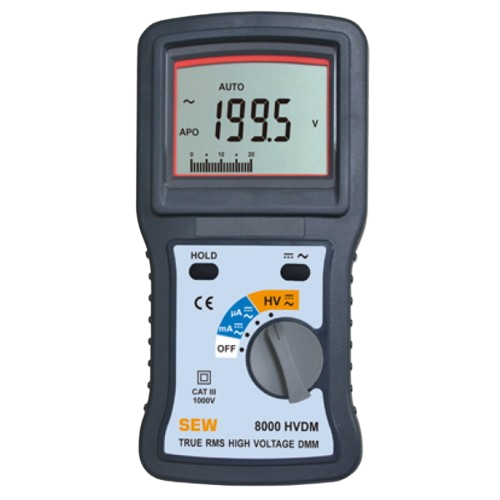 AUTO
~
199.5 V
APO
0 10 20
HOLD
⎓ ~
CE
HV ⎓~
µA ⎓~
mA ⎓~
OFF
CAT III
1000V
SEW 8000 HVDM
TRUE RMS HIGH VOLTAGE DMM